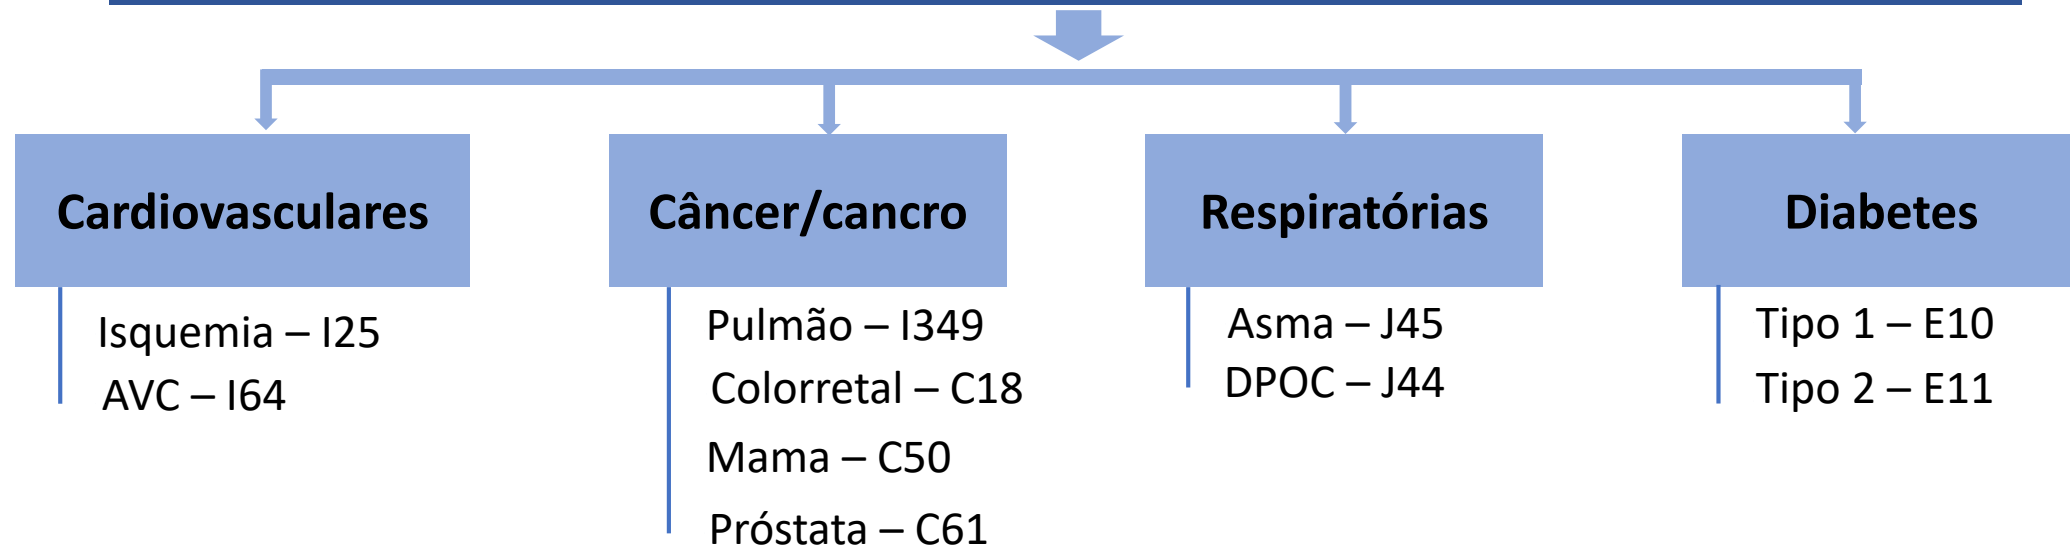 Cardiovasculares
Isquemia – I25
AVC – I64
Câncer/cancro
Pulmão – I349
Colorretal – C18
Mama – C50
Próstata – C61
Respiratórias
Asma – J45
DPOC – J44
Diabetes
Tipo 1 – E10
Tipo 2 – E11